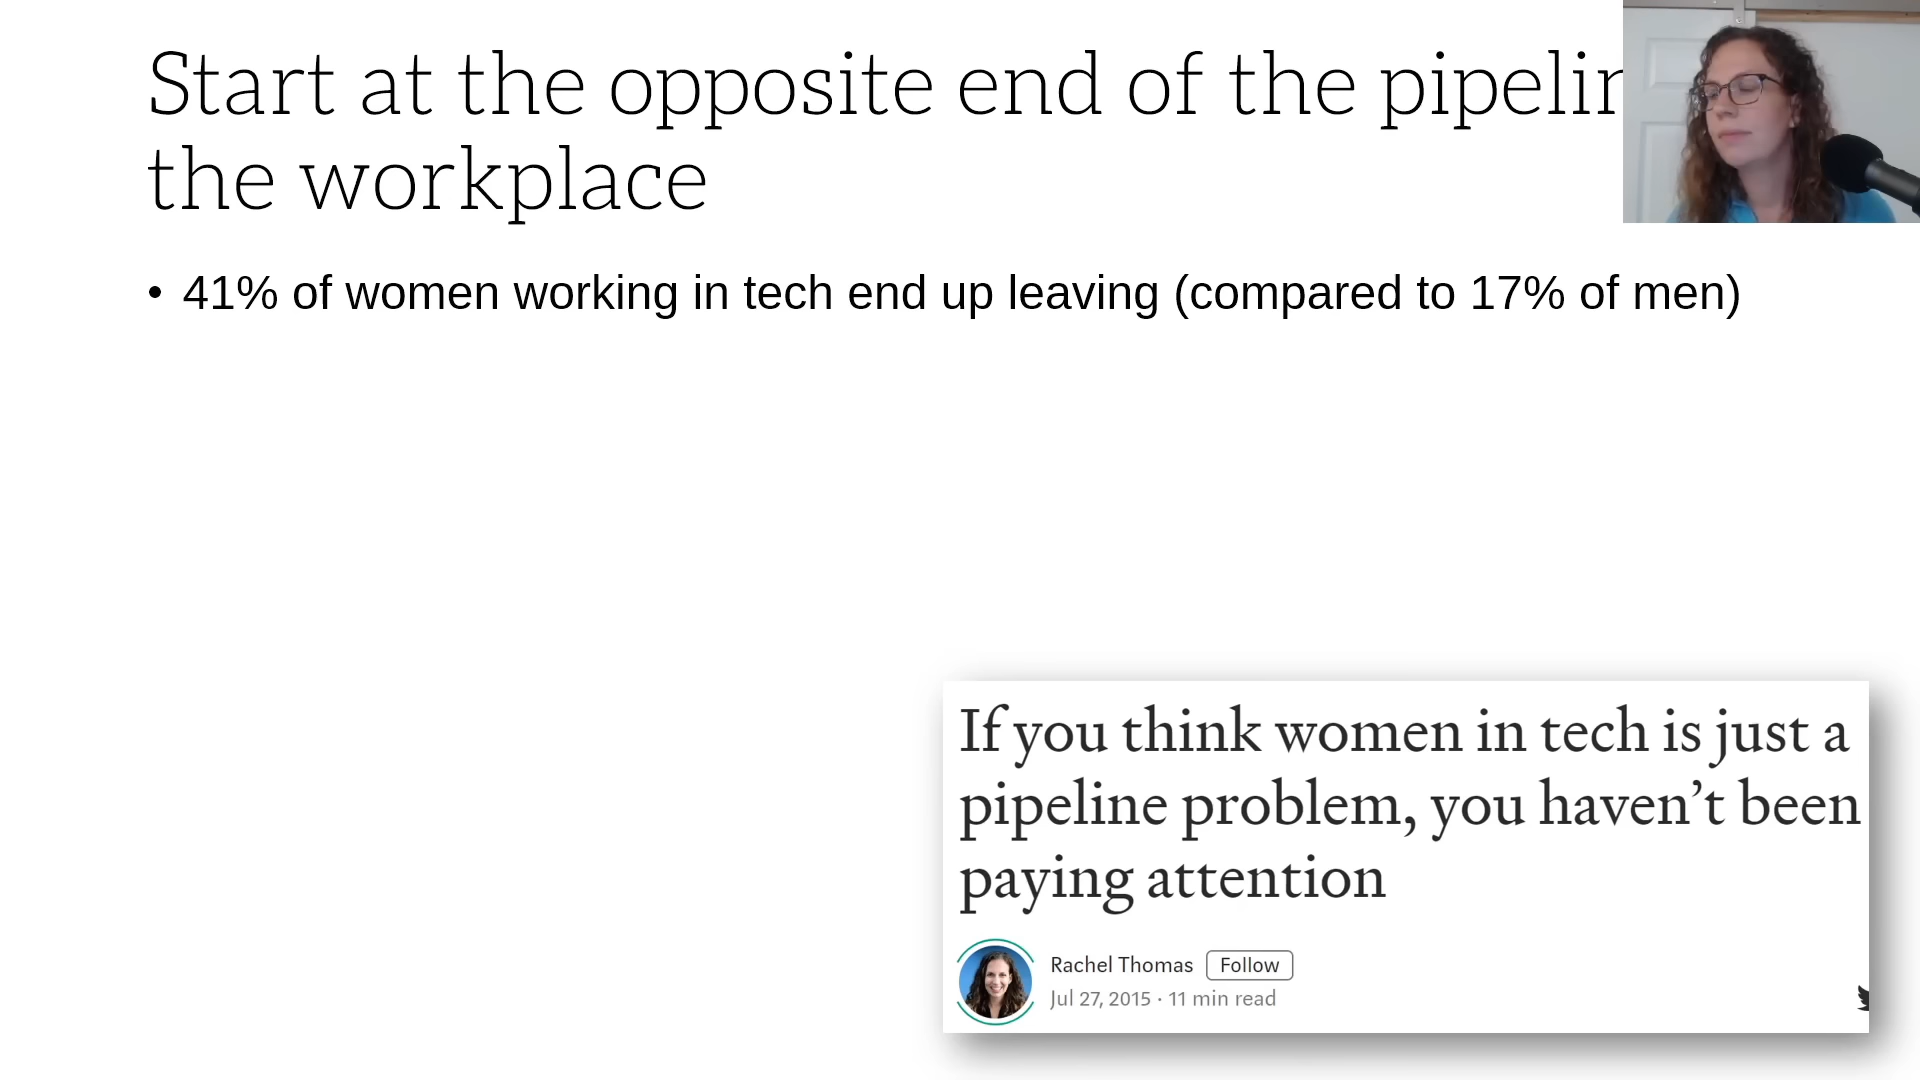 Start at the opposite end of the
the workplace
• 41% of women working in tech end up leaving (compared to 17% of men)
If you think women in tech is just a
pipeline problem, you haven’t been
paying attention
Rachel Thomas Follow
Jul 27, 2015 · 11 min read